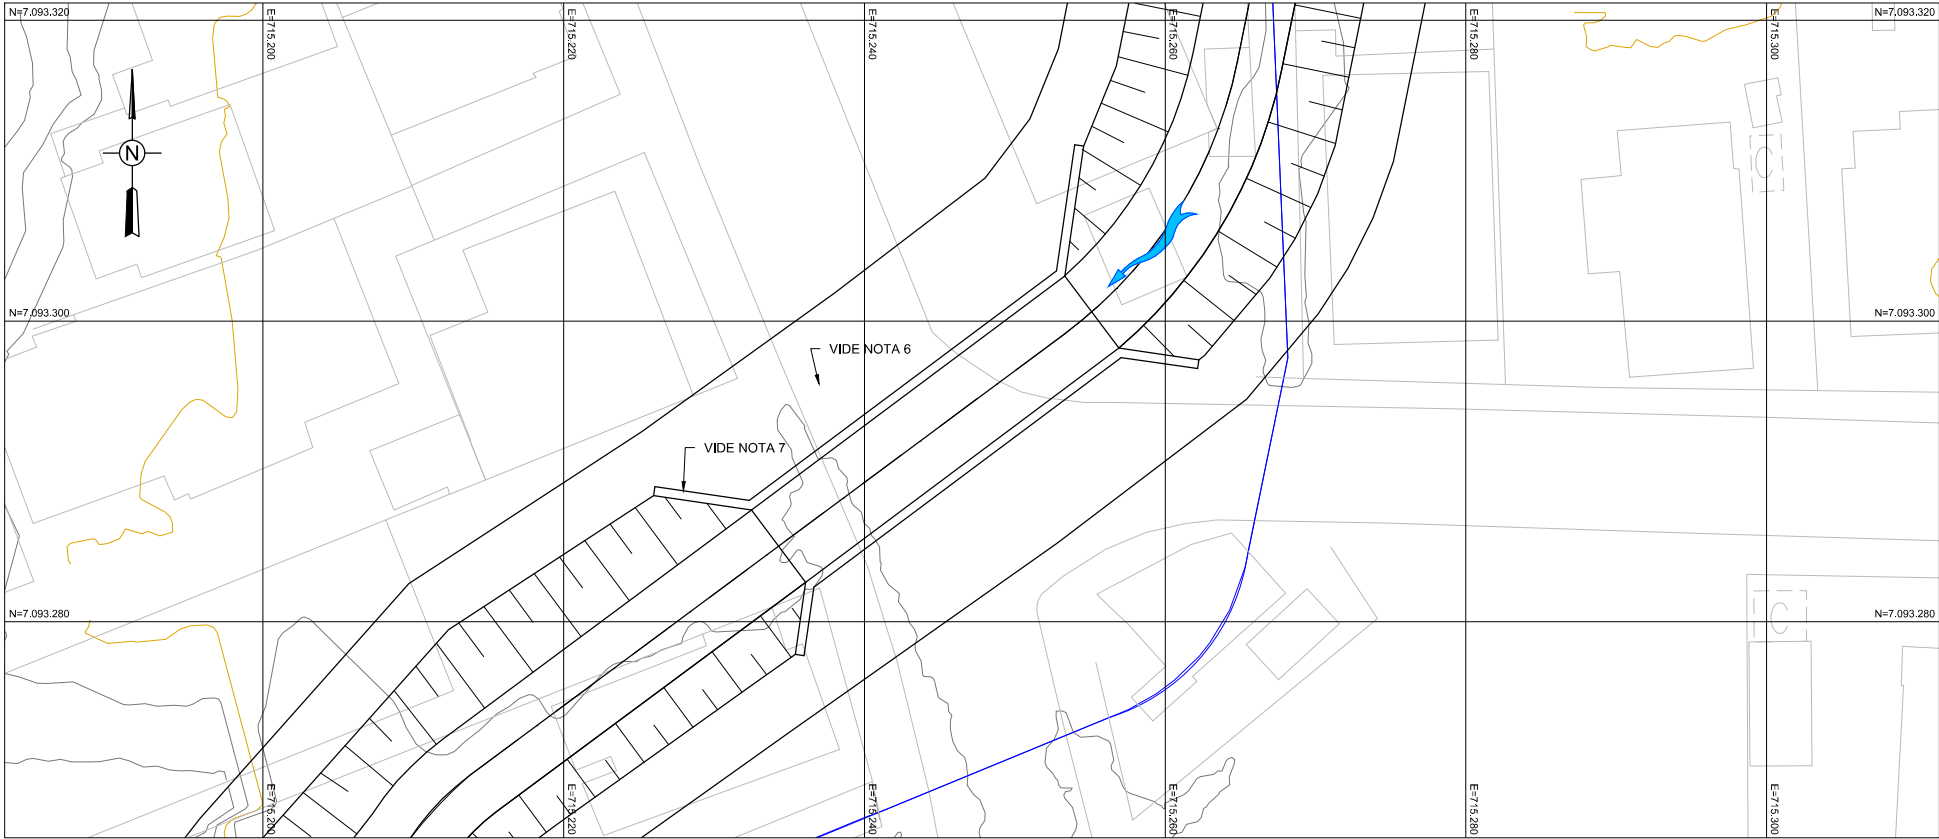 N=7.093.320
E=715.200
E=715.220
E=715.240
E=715.260
E=715.280
E=715.300
N=7.093.320
N
C
N=7.093.300
N=7.093.300
VIDE NOTA 6
VIDE NOTA 7
N=7.093.280
N=7.093.280
C
E=715.200
E=715.220
E=715.240
E=715.260
E=715.280
E=715.300